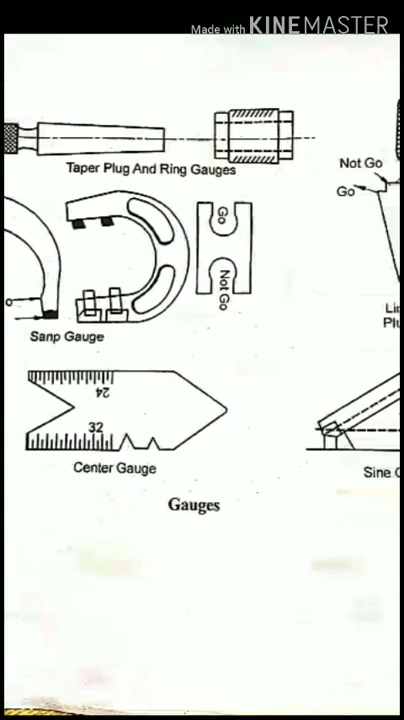 Made with KINEMASTER
Taper Plug And Ring Gauges
Not Go
Go
Go
Not Go
Sanp Gauge
24
32
Center Gauge
Sine
Gauges